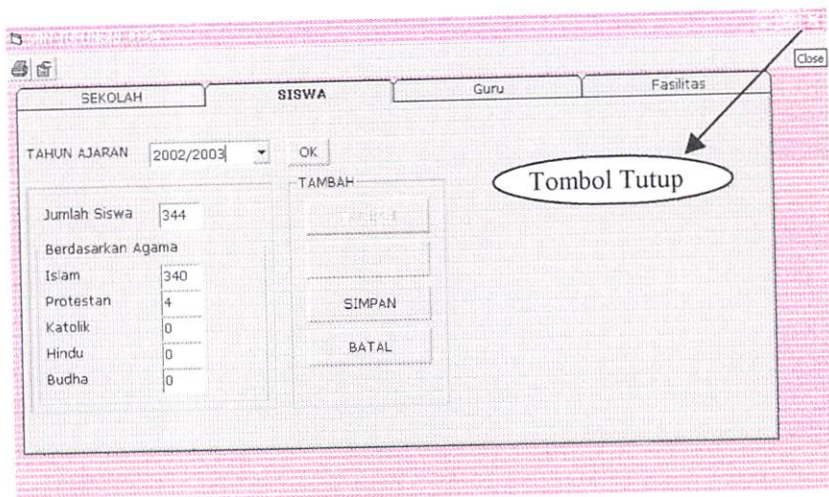 Close
SEKOLAH SISWA Guru Fasilitas
TAHUN AJARAN 2002/2003 OK
Tombol Tutup
TAMBAH
Jumlah Siswa 344
Berdasarkan Agama
Islam 340
Protestan 4
SIMPAN
Katolik 0
BATAL
Hindu 0
Budha 0